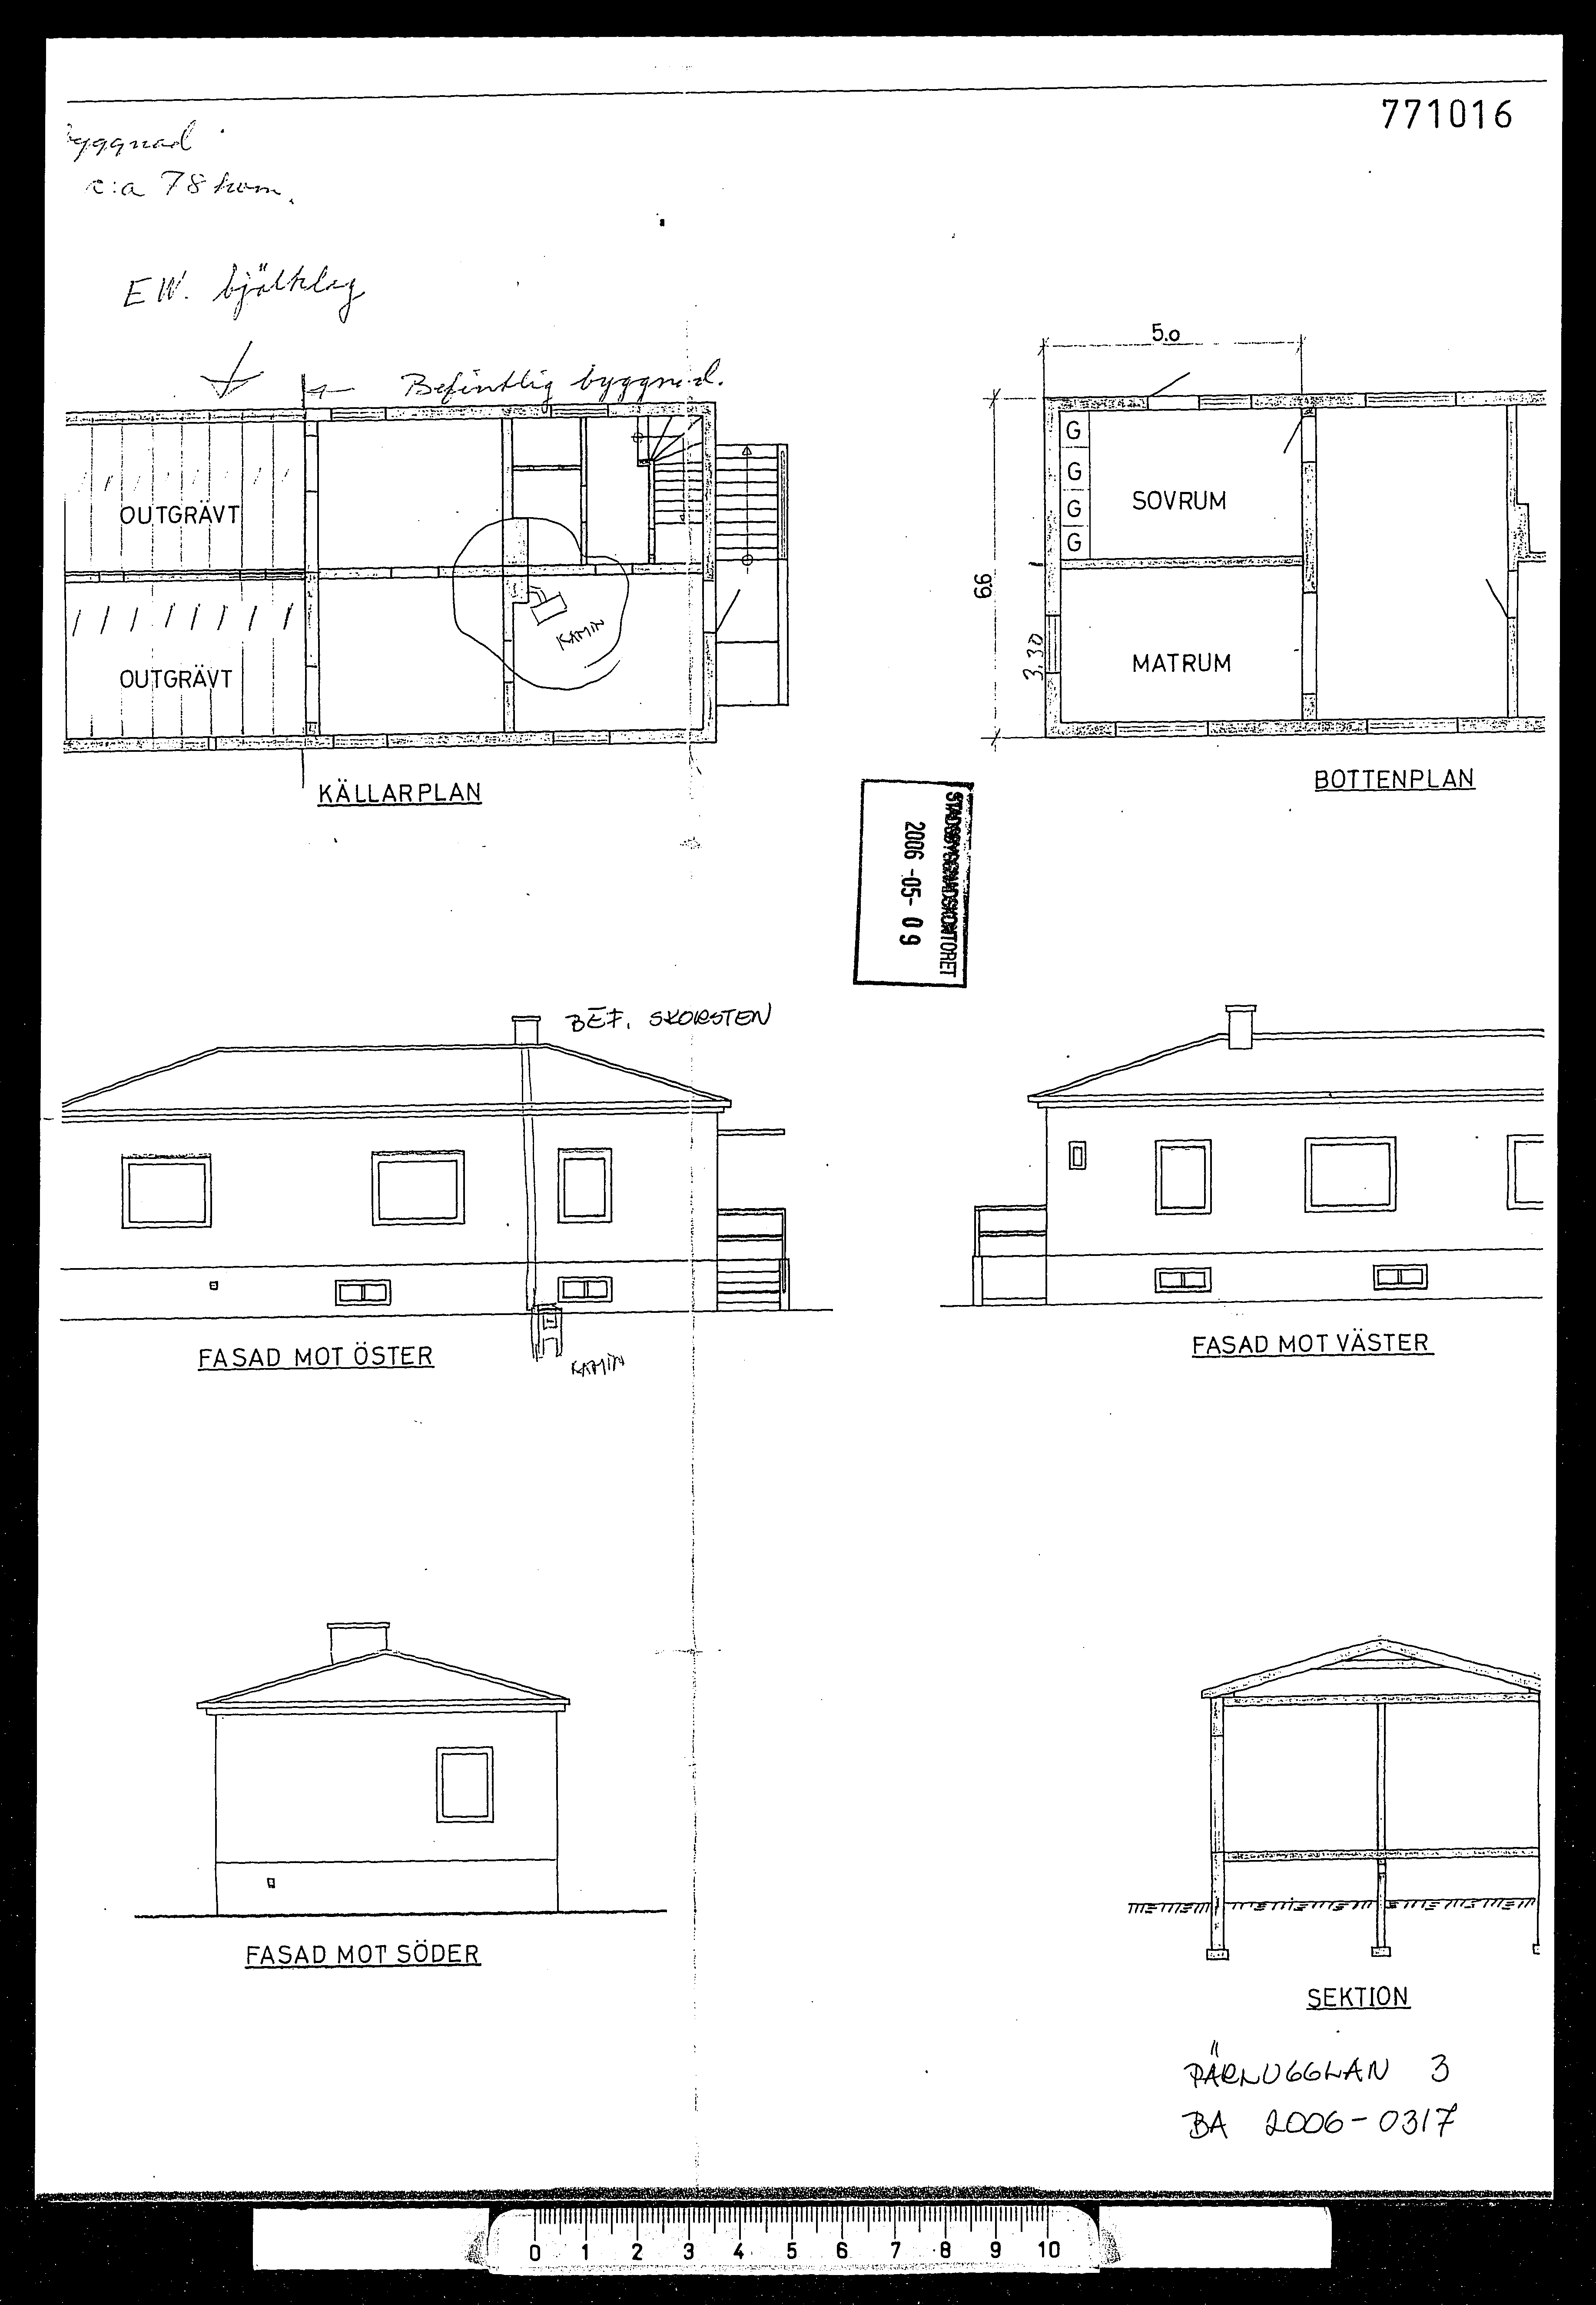 771016
byggnad
c:a 78 kvm.
EW. bjälklag
Befintlig byggnad.
5.0
OUTGRÄVT
OUTGRÄVT
KAMIN
G
G
G
G
SOVRUM
MATRUM
6.6
3.30
KÄLLARPLAN
BOTTENPLAN
STADSBYGGNADSKONTORET
2006 -05- 09
BEF. SKORSTEN
FASAD MOT ÖSTER
KAMIN
FASAD MOT VÄSTER
FASAD MOT SÖDER
SEKTION
PÄRLUGGLAN 3
BA 2006-0317
0 1 2 3 4 5 6 7 8 9 10